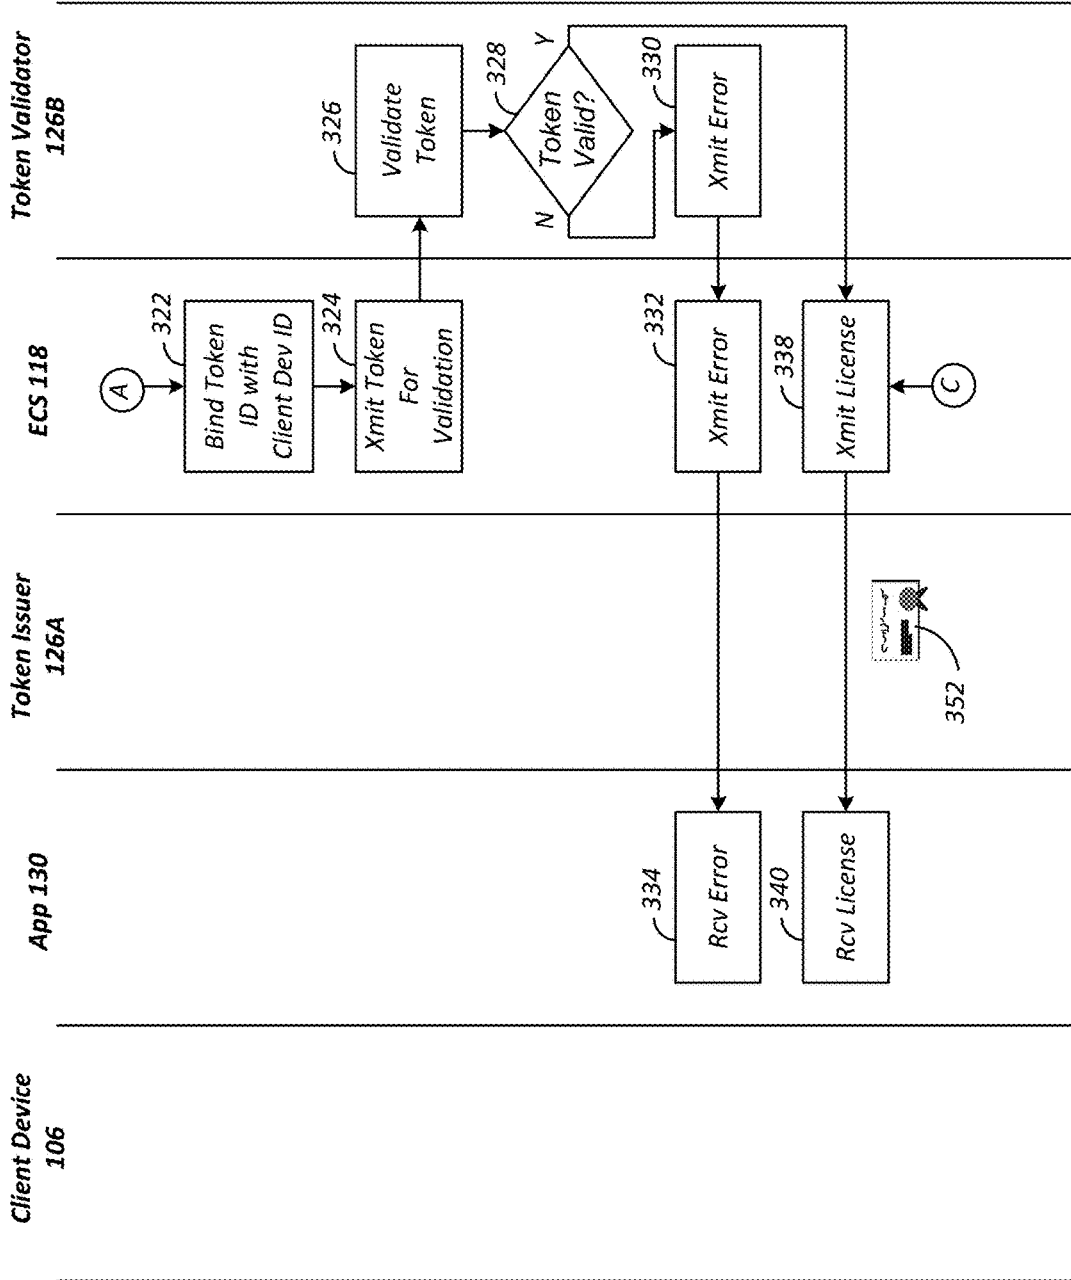 Client Device
106
App 130
Token Issuer
126A
ECS 118
Token Validator
126B
A
322
Bind Token
ID with
Client Dev ID
324
Xmit Token
For
Validation
326
Validate
Token
328
Token
Valid?
N
Y
330
Xmit Error
332
Xmit Error
334
Rcv Error
338
Xmit License
340
Rcv License
C
352